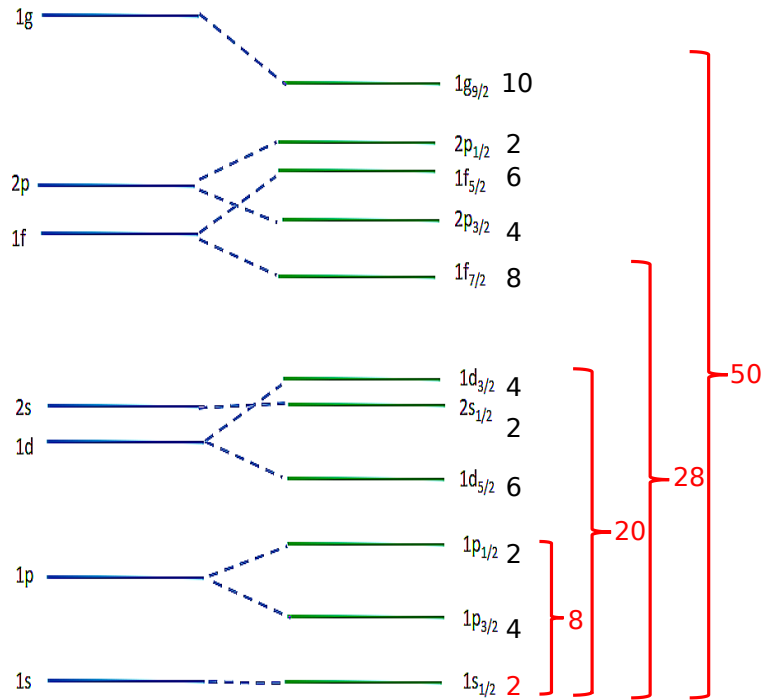 1g
1g9/2 10
2p1/2 2
2p
1f5/2 6
1f
2p3/2 4
1f7/2 8
50
1d3/2 4
2s
2s1/2
2
1d
28
1d5/2 6
20
1p1/2 2
1p
8
1p3/2 4
1s
1s1/2 2